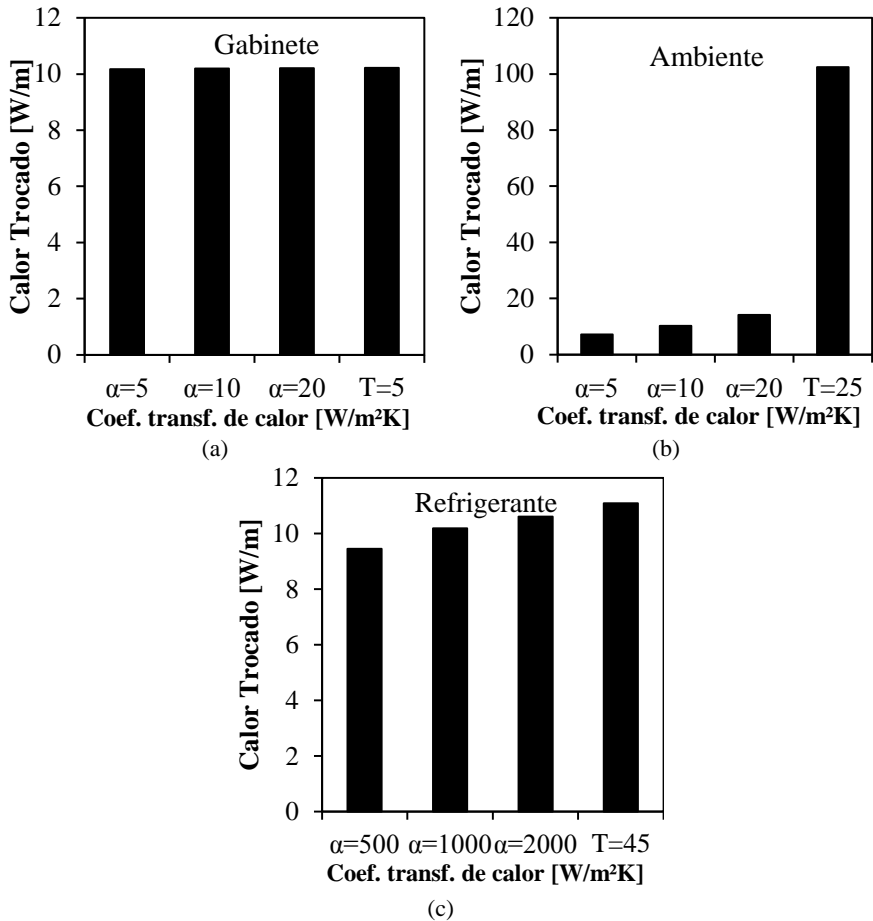 12
10
8
6
4
2
0
Calor Trocado [W/m]
Gabinete
α=5 α=10 α=20 T=5
Coef. transf. de calor [W/m²K]
(a)
120
100
80
60
40
20
0
Calor Trocado [W/m]
Ambiente
α=5 α=10 α=20 T=25
Coef. transf. de calor [W/m²K]
(b)
12
10
8
6
4
2
0
Calor Trocado [W/m]
Refrigerante
α=500 α=1000 α=2000 T=45
Coef. transf. de calor [W/m²K]
(c)